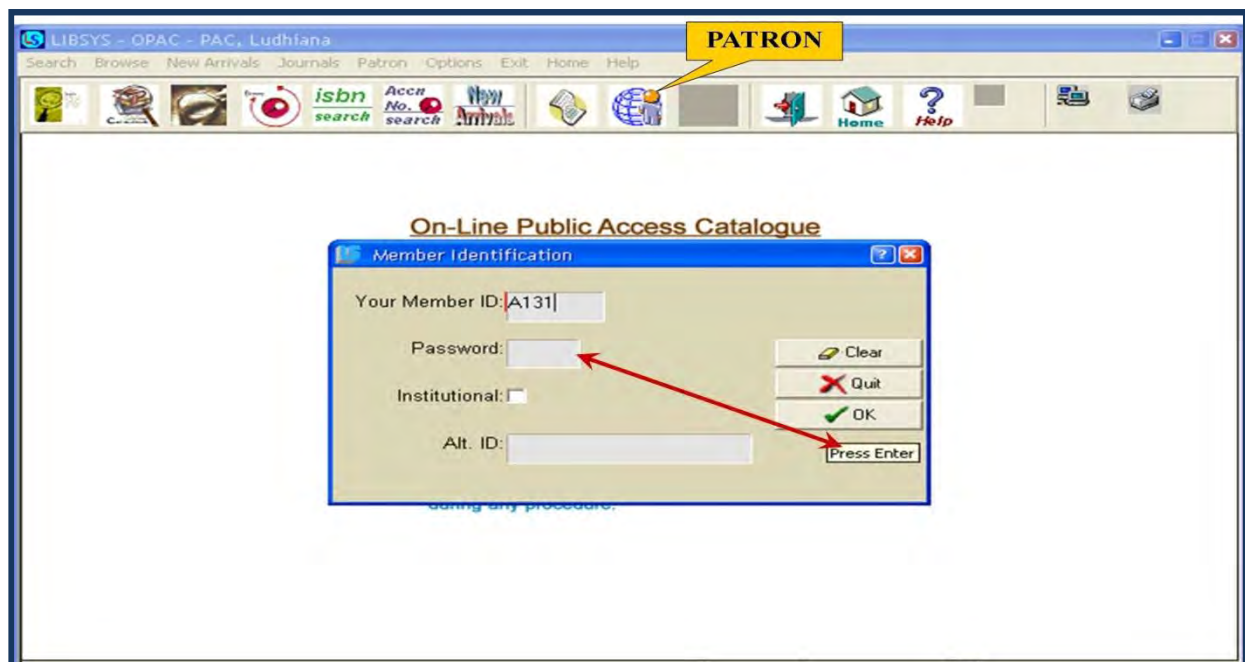 PATRON
LIBSYS - OPAC - PAC, Ludhiana
Search Browse New Arrivals Journals Patron Options Exit Home Help
isbn search Accn No. search New Arrivals Home Help
On-Line Public Access Catalogue
Member Identification
Your Member ID: A131
Password:
Clear
Institutional:
Quit
OK
Alt. ID:
Press Enter
during any procedure.